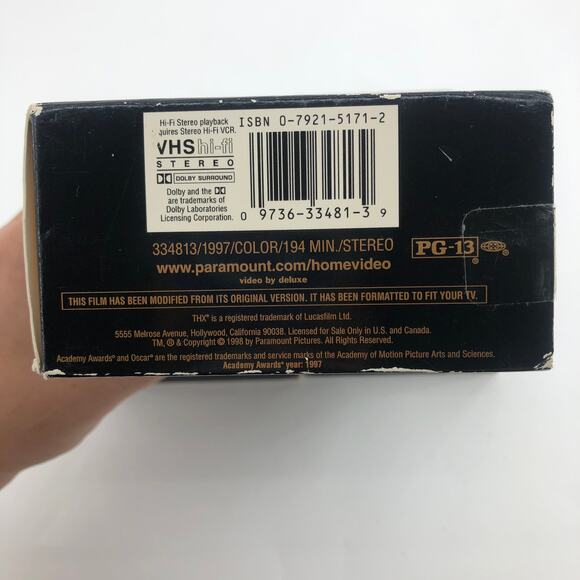 Hi-Fi Stereo playback
quires Stereo Hi-Fi VCR.
VHS hi-fi
STEREO
DOLBY SURROUND
Dolby and the
are trademarks of
Dolby Laboratories
Licensing Corporation.
ISBN 0-7921-5171-2
0 9736-33481-3 9
334813/1997/COLOR/194 MIN./STEREO
PG-13
®
®
www.paramount.com/homevideo
video by deluxe
THIS FILM HAS BEEN MODIFIED FROM ITS ORIGINAL VERSION. IT HAS BEEN FORMATTED TO FIT YOUR TV.
THX® is a registered trademark of Lucasfilm Ltd.
5555 Melrose Avenue, Hollywood, California 90038. Licensed for Sale Only in U.S. and Canada.
TM, ® & Copyright © 1998 by Paramount Pictures. All Rights Reserved.
Academy Awards® and Oscar® are the registered trademarks and service marks of the Academy of Motion Picture Arts and Sciences.
Academy Awards® year: 1997